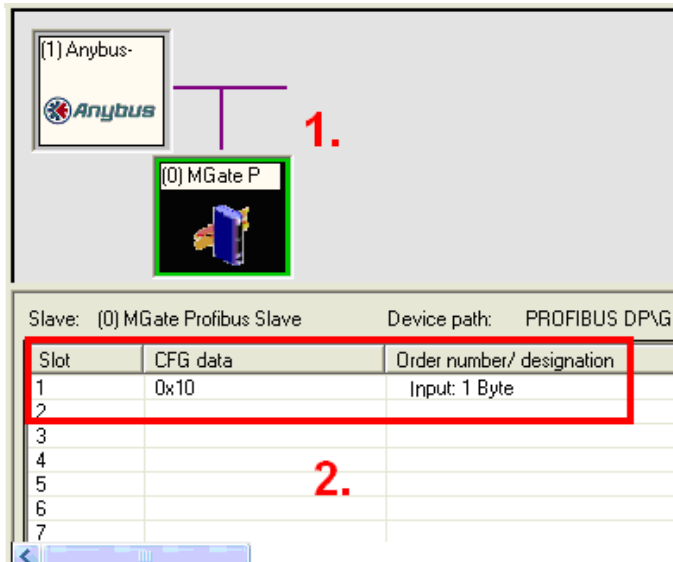 (1) Anybus-
Anybus
1.
(0) MGate P
Slave: (0) MGate Profibus Slave Device path: PROFIBUS DP\G
Slot CFG data Order number/ designation
1 0x10 Input: 1 Byte
2
3
4
5 2.
6
7